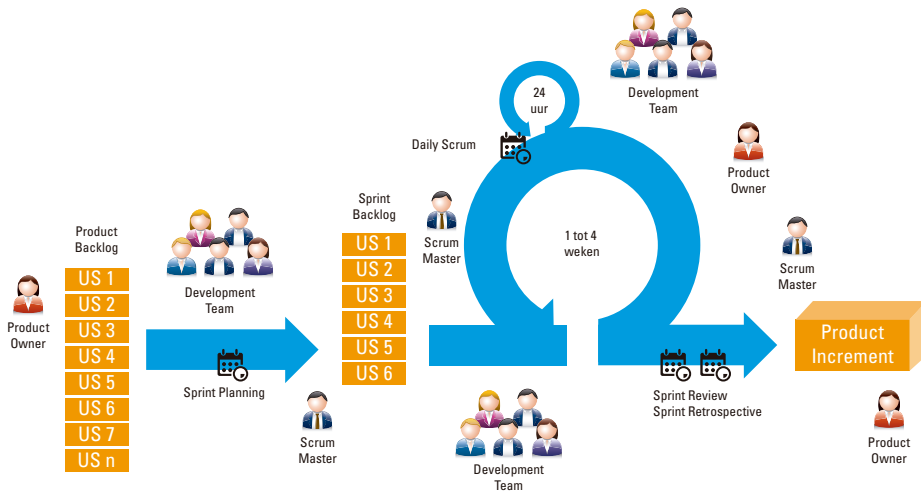 Product
Owner
Product
Backlog
US 1
US 2
US 3
US 4
US 5
US 6
US 7
US n
Development
Team
Sprint Planning
Scrum
Master
Sprint
Backlog
US 1
US 2
US 3
US 4
US 5
US 6
Scrum
Master
Daily Scrum
24
uur
1 tot 4
weken
Development
Team
Development
Team
Product
Owner
Scrum
Master
Sprint Review
Sprint Retrospective
Product
Increment
Product
Owner